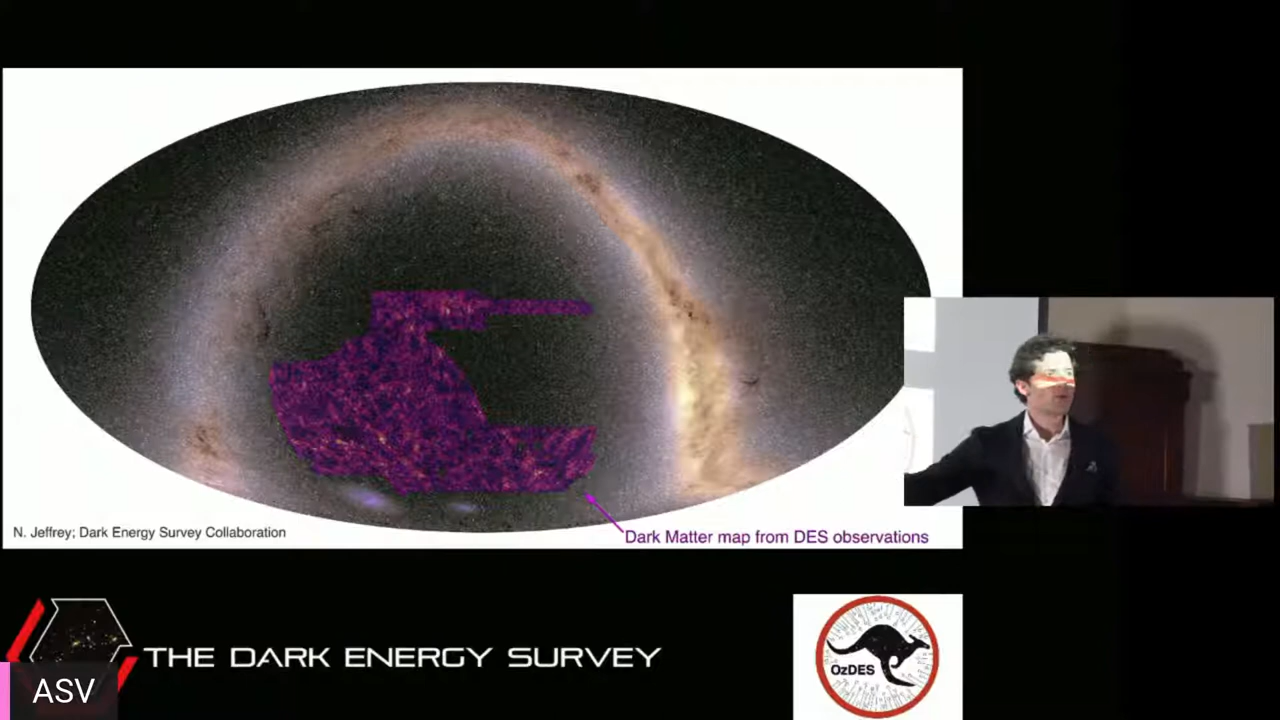 N. Jeffrey; Dark Energy Survey Collaboration
Dark Matter map from DES observations
THE DARK ENERGY SURVEY
OzDES
ASV